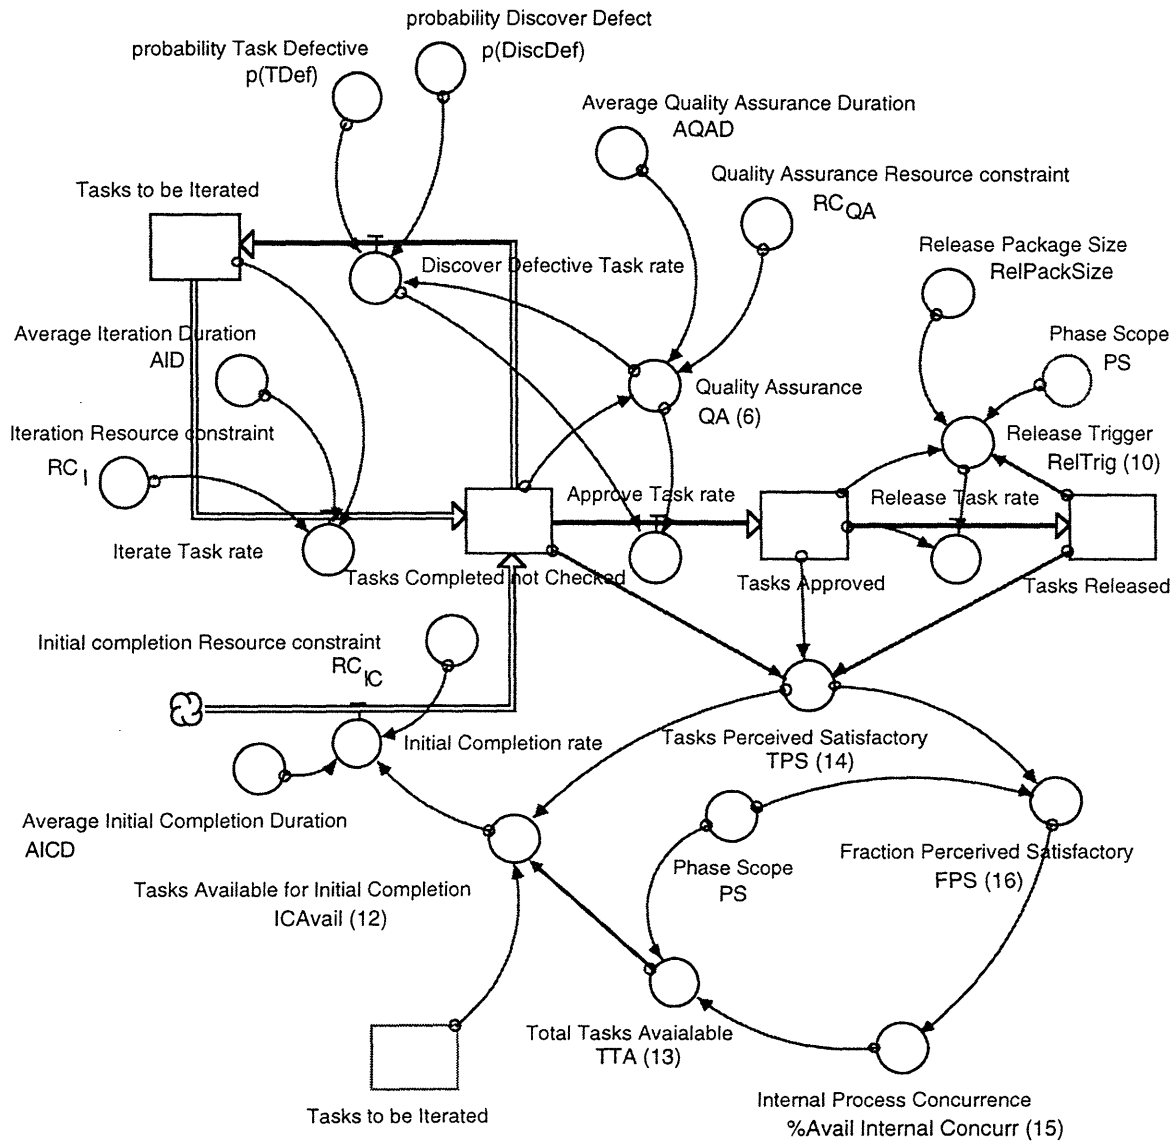 probability Discover Defect
p(DiscDef)
probability Task Defective
p(TDef)
Average Quality Assurance Duration
AQAD
Quality Assurance Resource constraint
RC QA
Tasks to be Iterated
Release Package Size
RelPackSize
Discover Defective Task rate
Average Iteration Duration
AID
Phase Scope
PS
Quality Assurance
QA (6)
Iteration Resource constraint
RC I
Release Trigger
RelTrig (10)
Approve Task rate
Release Task rate
Iterate Task rate
Tasks Completed not Checked
Tasks Approved
Tasks Released
Initial completion Resource constraint
RC IC
Initial Completion rate
Tasks Perceived Satisfactory
TPS (14)
Average Initial Completion Duration
AICD
Phase Scope
PS
Fraction Percerived Satisfactory
FPS (16)
Tasks Available for Initial Completion
ICAvail (12)
Total Tasks Avaialable
TTA (13)
Tasks to be Iterated
Internal Process Concurrence
%Avail Internal Concurr (15)